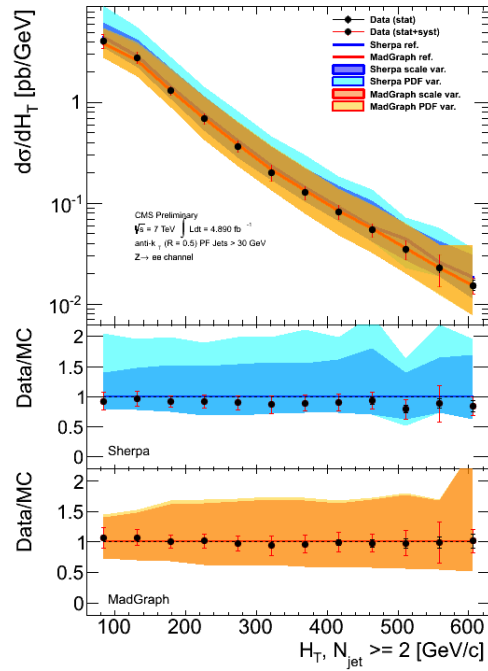 dσ/dH_T [pb/GeV]
1
10⁻¹
10⁻²
Data (stat)
Data (stat+syst)
Sherpa ref.
MadGraph ref.
Sherpa scale var.
Sherpa PDF var.
MadGraph scale var.
MadGraph PDF var.
CMS Preliminary
√s = 7 TeV ∫ Ldt = 4.890 fb⁻¹
anti-k_T (R = 0.5) PF Jets > 30 GeV
Z→ ee channel
Data/MC
2
1.5
1
0.5
0
Sherpa
Data/MC
2
1.5
1
0.5
0
MadGraph
100 200 300 400 500 600
H_T, N_jet >= 2 [GeV/c]